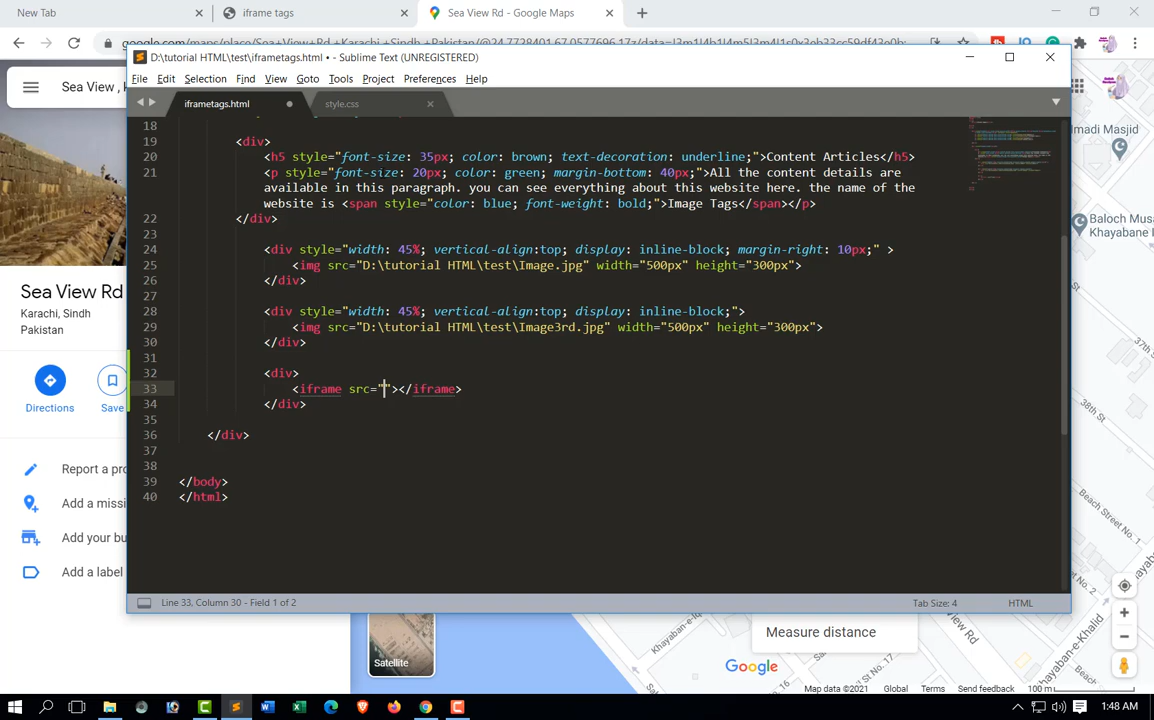 New Tab
iframe tags
Sea View Rd - Google Maps
D:\tutorial HTML\test\iframetags.html • - Sublime Text (UNREGISTERED)
File Edit Selection Find View Goto Tools Project Preferences Help
iframetags.html
style.css
18
19 <div>
20 <h5 style="font-size: 35px; color: brown; text-decoration: underline;">Content Articles</h5>
21 <p style="font-size: 20px; color: green; margin-bottom: 40px;">All the content details are
available in this paragraph. you can see everything about this website here. the name of the
website is <span style="color: blue; font-weight: bold;">Image Tags</span></p>
22 </div>
23
24 <div style="width: 45%; vertical-align:top; display: inline-block; margin-right: 10px;" >
25 <img src="D:\tutorial HTML\test\Image.jpg" width="500px" height="300px">
26 </div>
27
28 <div style="width: 45%; vertical-align:top; display: inline-block;">
29 <img src="D:\tutorial HTML\test\Image3rd.jpg" width="500px" height="300px">
30 </div>
31
32 <div>
33 <iframe src=""></iframe>
34 </div>
35
36 </div>
37
38
39 </body>
40 </html>
Line 33, Column 30 - Field 1 of 2
Tab Size: 4
HTML
Sea View ,
Sea View Rd
Karachi, Sindh
Pakistan
Directions
Save
Report a
Add a
Add your
Add a label
Satellite
Measure distance
Google
Map data ©2021 Global Terms Send feedback 100 m
Imadi Masjid
Baloch
Khayabane
37th
Beach Street No. 1
Khayaban-e-Khalid
View Rd
1:48 AM